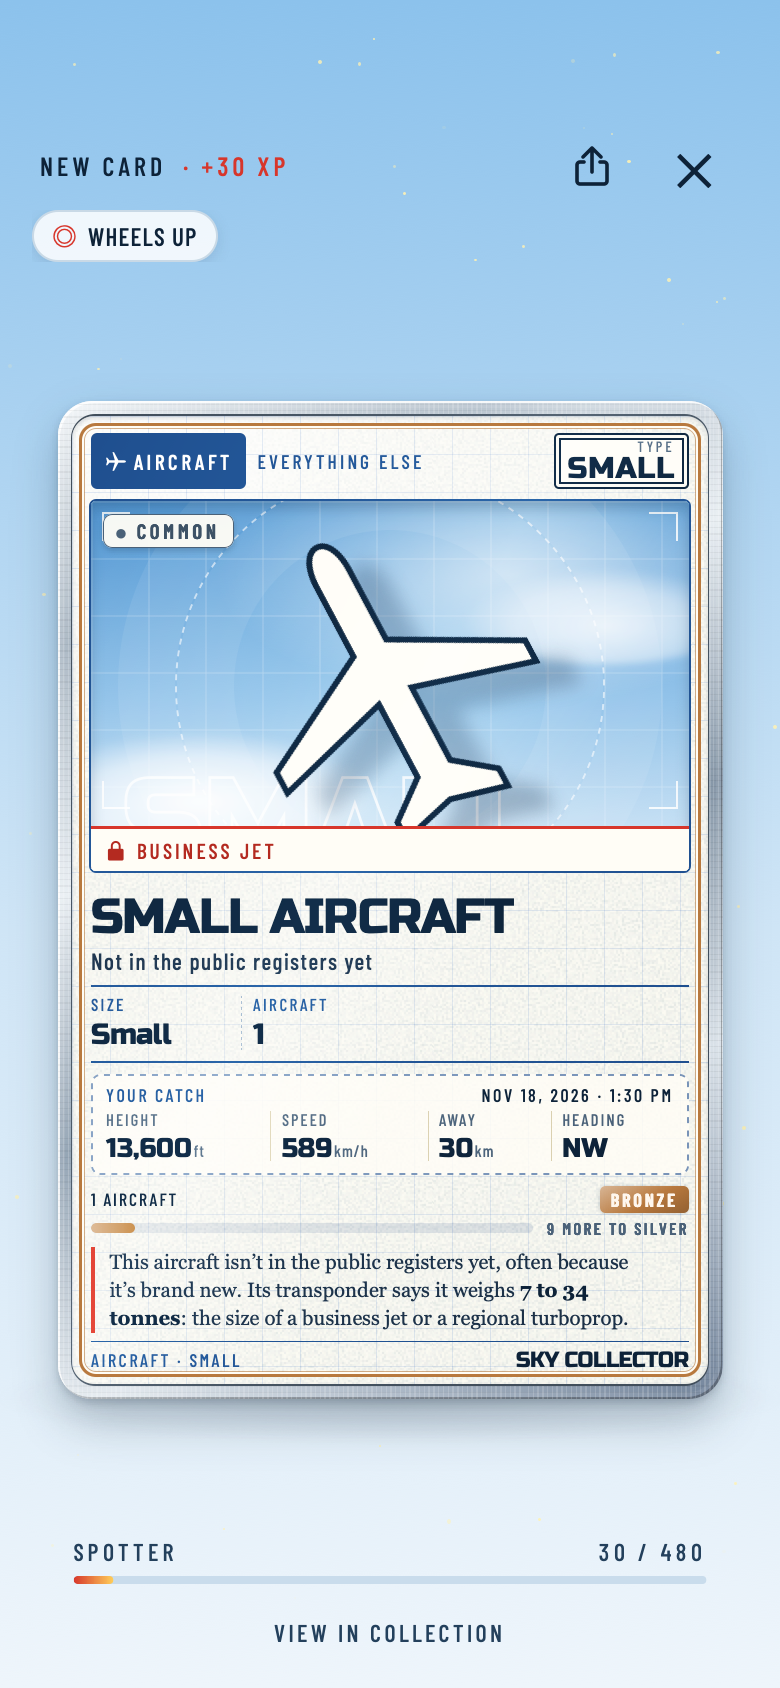 NEW CARD · +30 XP
WHEELS UP
AIRCRAFT EVERYTHING ELSE
TYPE
SMALL
COMMON
SMALL
BUSINESS JET
SMALL AIRCRAFT
Not in the public registers yet
SIZE AIRCRAFT
Small 1
YOUR CATCH NOV 18, 2026 · 1:30 PM
HEIGHT SPEED AWAY HEADING
13,600ft 589km/h 30km NW
1 AIRCRAFT BRONZE
9 MORE TO SILVER
This aircraft isn’t in the public registers yet, often because
it’s brand new. Its transponder says it weighs 7 to 34
tonnes: the size of a business jet or a regional turboprop.
AIRCRAFT · SMALL SKY COLLECTOR
SPOTTER 30 / 480
VIEW IN COLLECTION